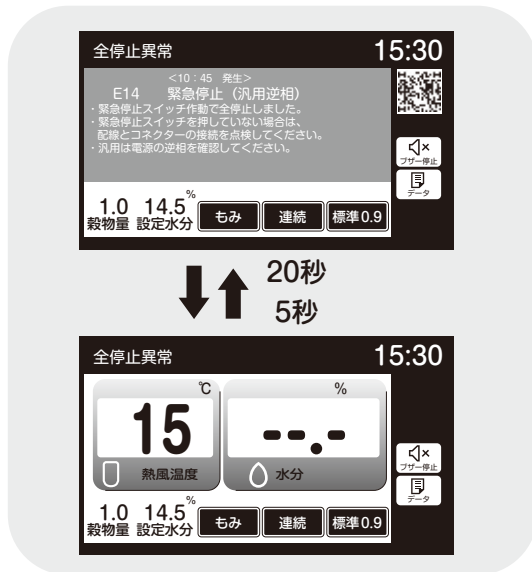 全停止異常 15:30
<10：45 発生>
E14 緊急停止（汎用逆相）
・緊急停止スイッチ作動で全停止しました。
・緊急停止スイッチを押していない場合は、
配線とコネクターの接続を点検してください。
・汎用は電源の逆相を確認してください。
ブザー停止
データ
1.0 14.5%
穀物量 設定水分 もみ 連続 標準0.9
20秒
5秒
全停止異常 15:30
℃ %
15 --.-
熱風温度 水分
ブザー停止
データ
1.0 14.5%
穀物量 設定水分 もみ 連続 標準0.9